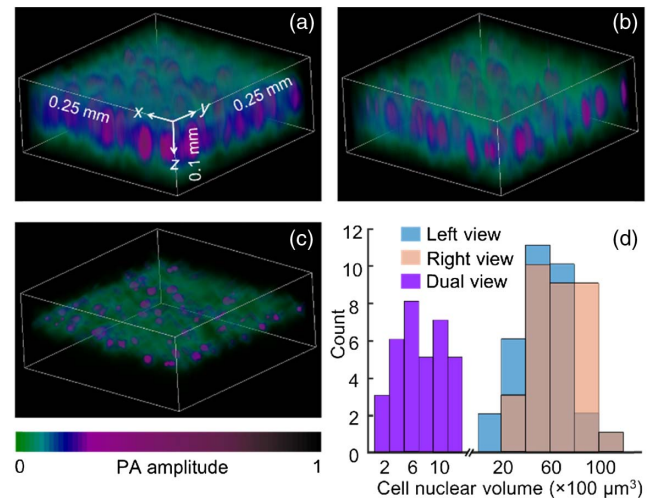 (a)
0.25 mm
x
y
0.25 mm
z
0.1 mm
(b)
(c)
0
1
PA amplitude
(d)
Left view
Right view
Dual view
Count
12
10
8
6
4
2
0
2 6 10 20 60 100
Cell nuclear volume (×100 μm³)